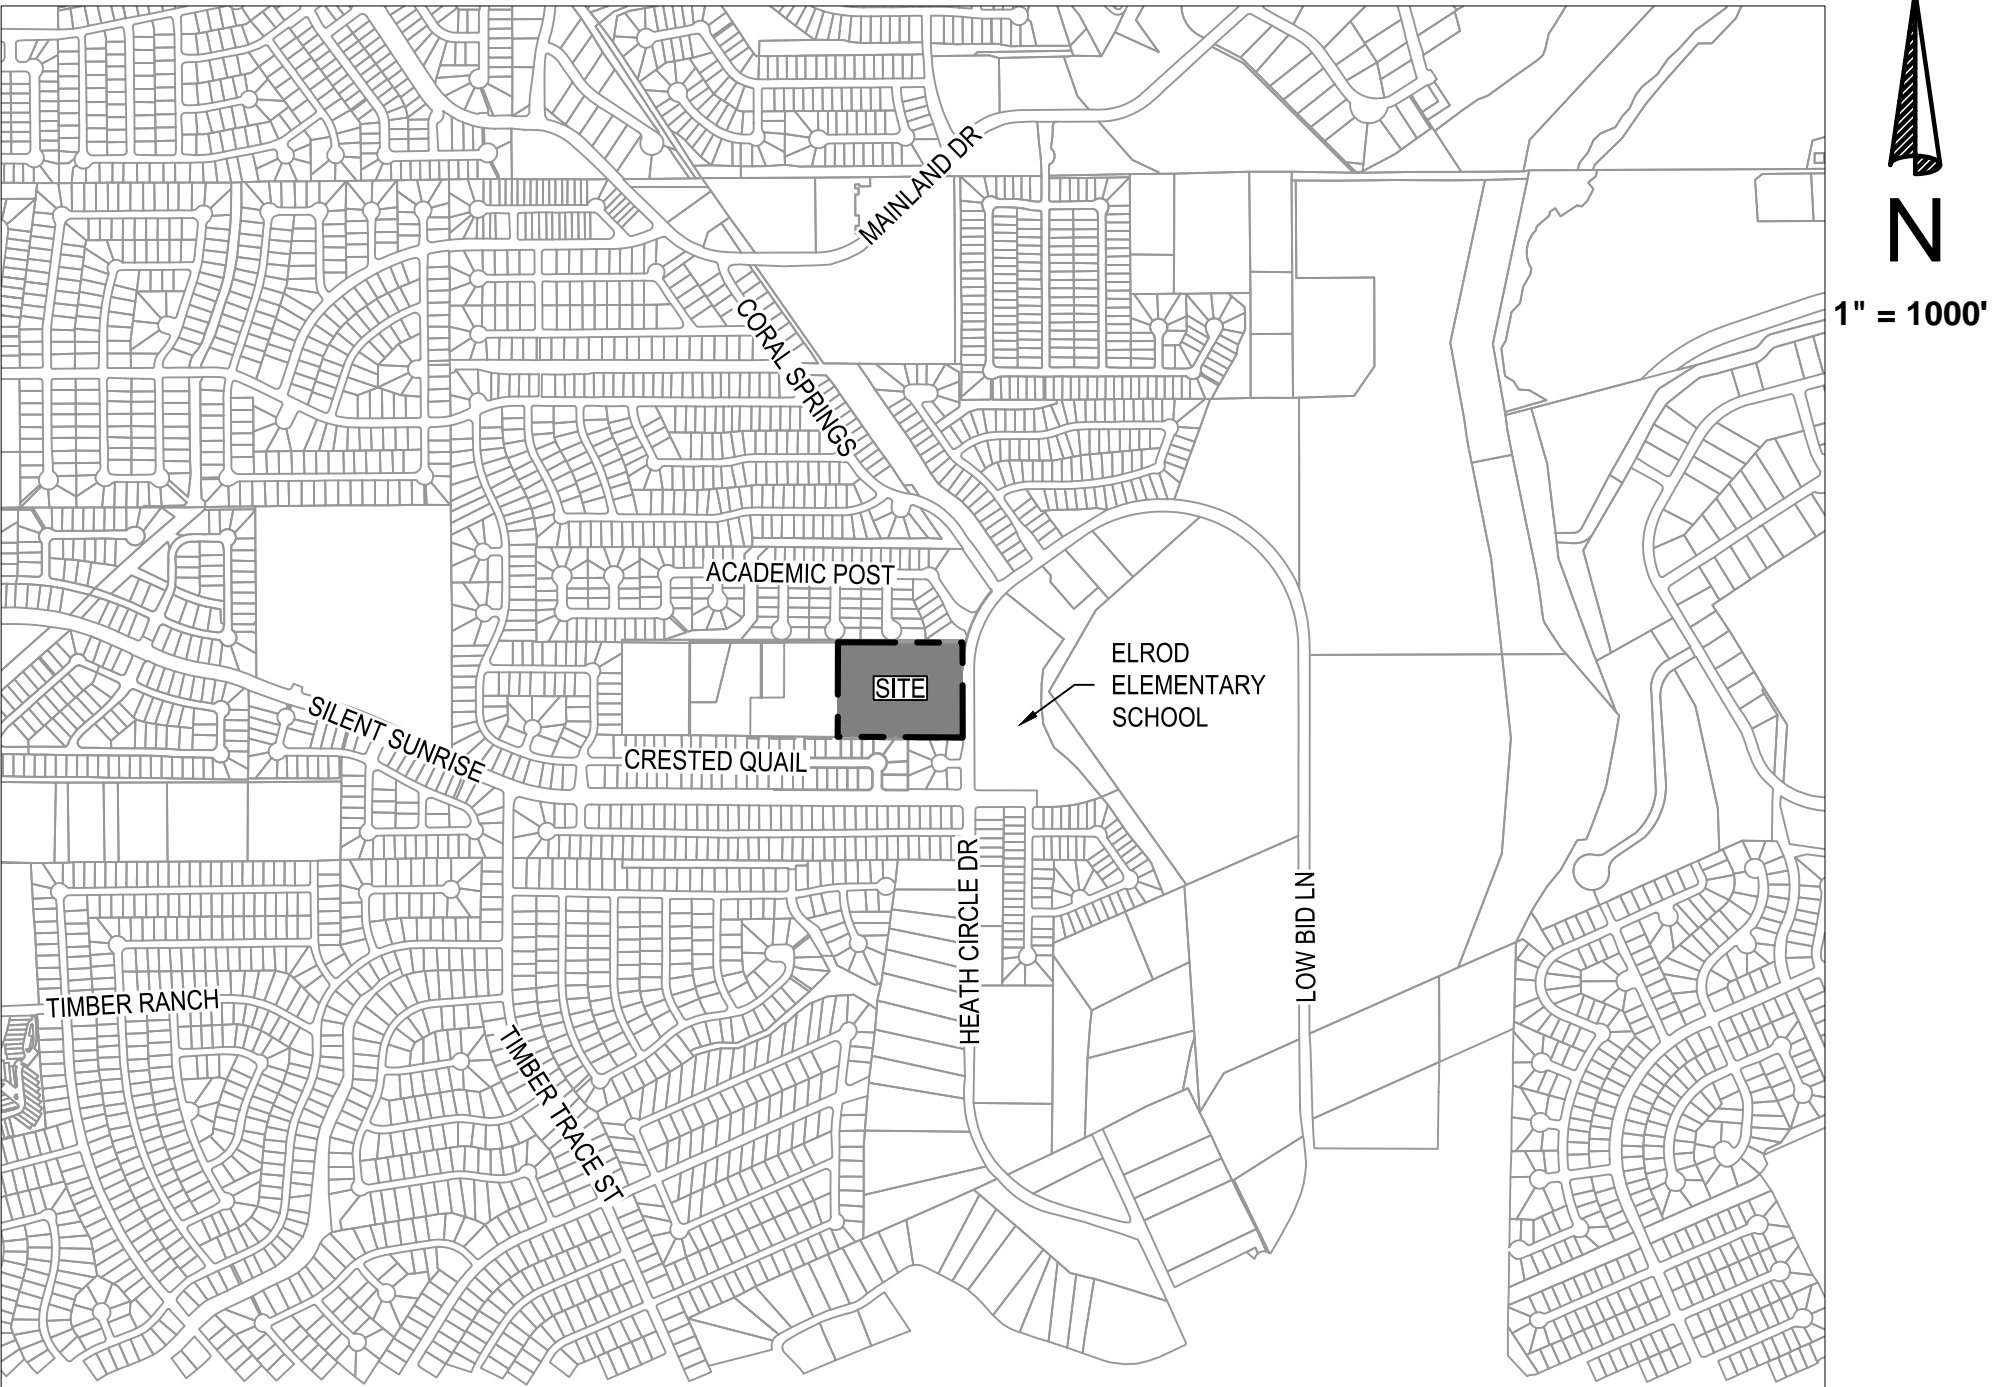 MAINLAND DR
N
1" = 1000'
CORAL SPRINGS
ACADEMIC POST
ELROD
ELEMENTARY
SCHOOL
SITE
SILENT SUNRISE
CRESTED QUAIL
HEATH CIRCLE DR
LOW BID LN
TIMBER RANCH
TIMBER TRACE ST